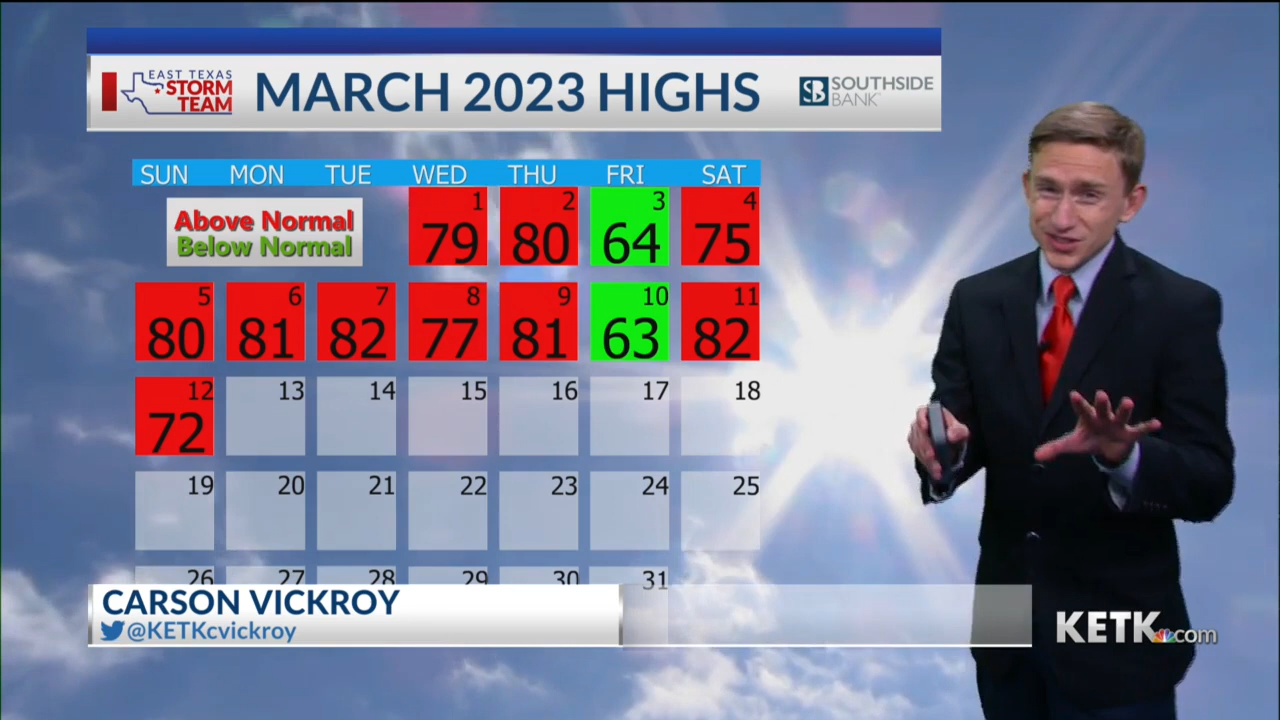 EAST TEXAS
STORM
TEAM
MARCH 2023 HIGHS
SB SOUTHSIDE
BANK
SUN MON TUE WED THU FRI SAT
Above Normal
Below Normal
1 2 3 4
79 80 64 75
5 6 7 8 9 10 11
80 81 82 77 81 63 82
12 13 14 15 16 17 18
72
19 20 21 22 23 24 25
26 27 28 29 30 31
CARSON VICKROY
@KETKcvickroy
KETK.com